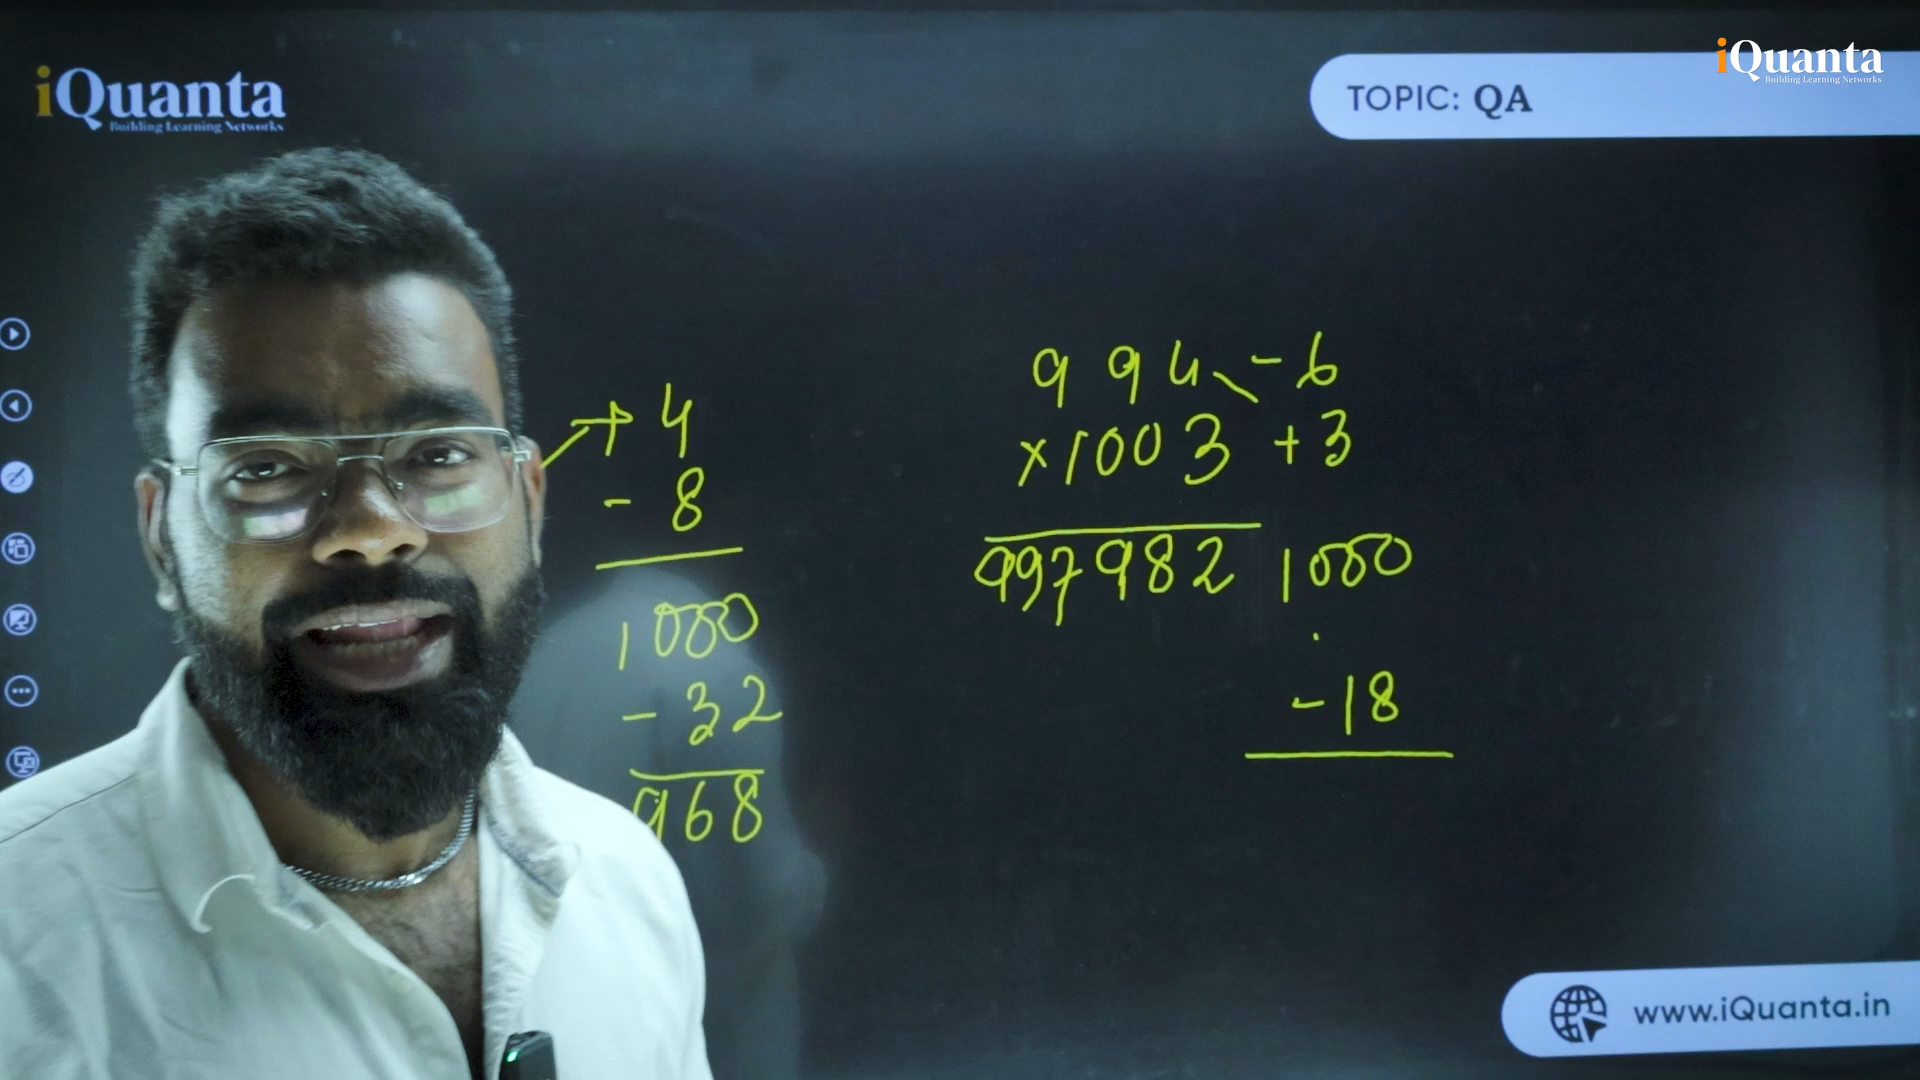 iQuanta
Building Learning Networks
TOPIC: QA
iQuanta
Building Learning Networks
+ 4
- 8
1000
- 32
968
994 - 6
×1003 + 3
997982
1000
-18
www.iQuanta.in